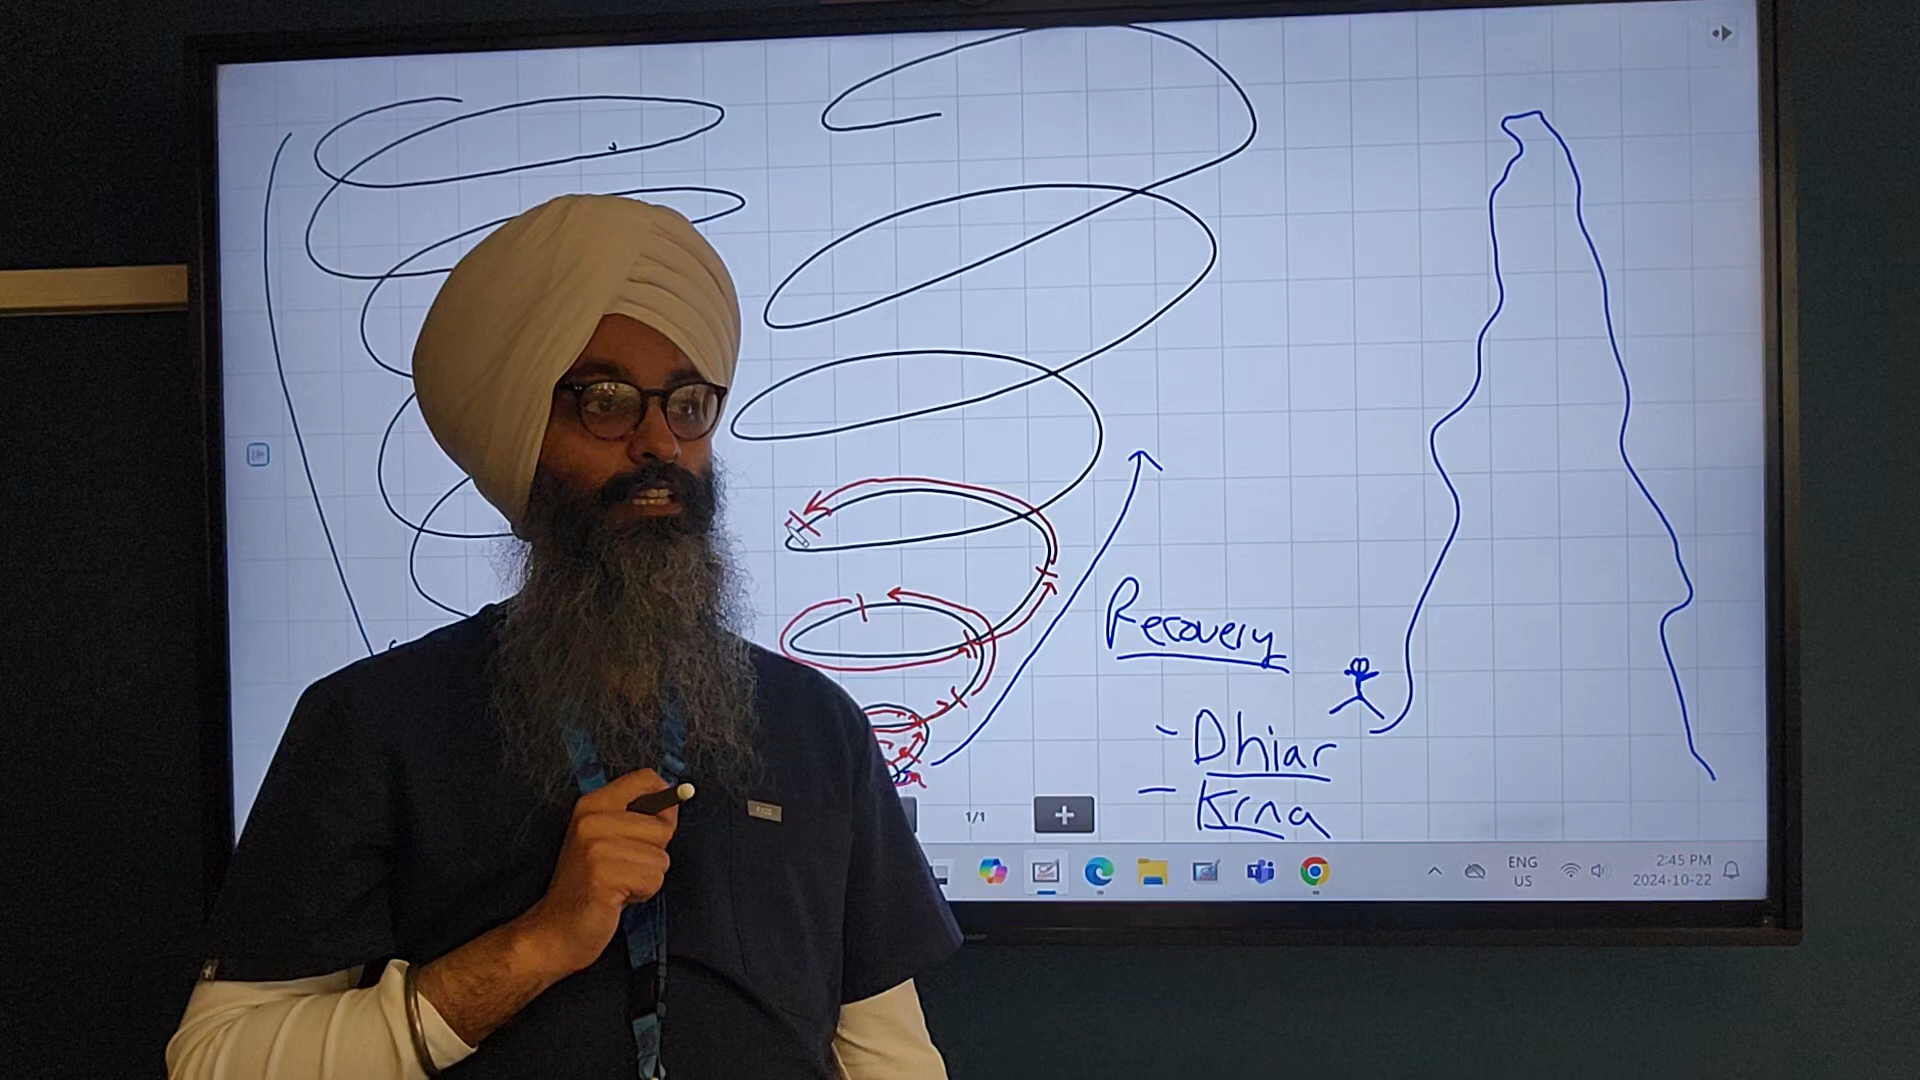 Recovery
- Dhiar
- Krna
1/1
+
ENG
US
2:45 PM
2024-10-22